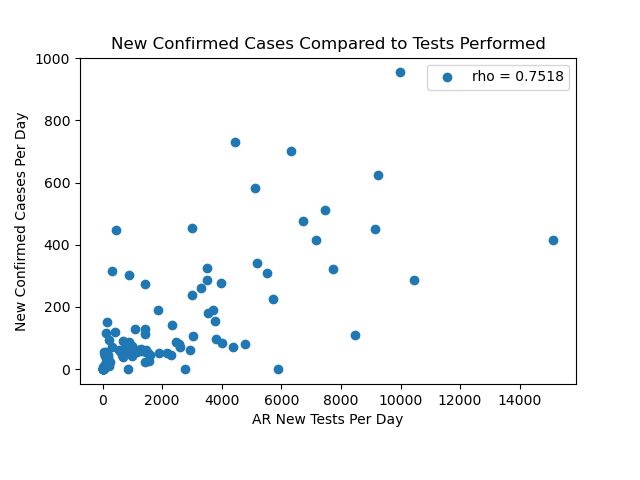 New Confirmed Cases Compared to Tests Performed
rho = 0.7518
New Confirmed Caeses Per Day
1000
800
600
400
200
0
0 2000 4000 6000 8000 10000 12000 14000
AR New Tests Per Day